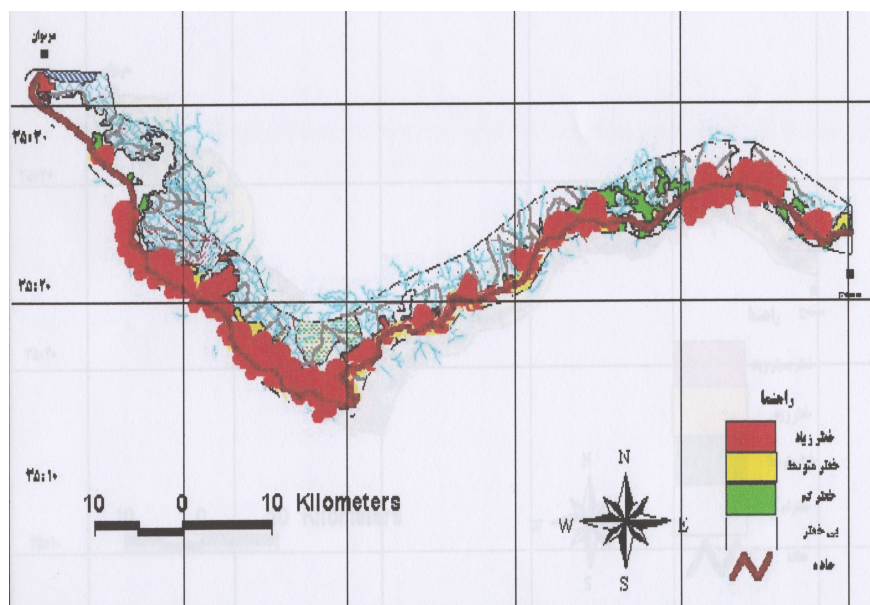 مریوان
۳۵:۳۰
۳۵:۲۰
۳۵:۱۰
10 0 10 Kilometers
N
W E
S
راهنما
خطر زیاد
خطر متوسط
خطر کم
بی خطر
جاده